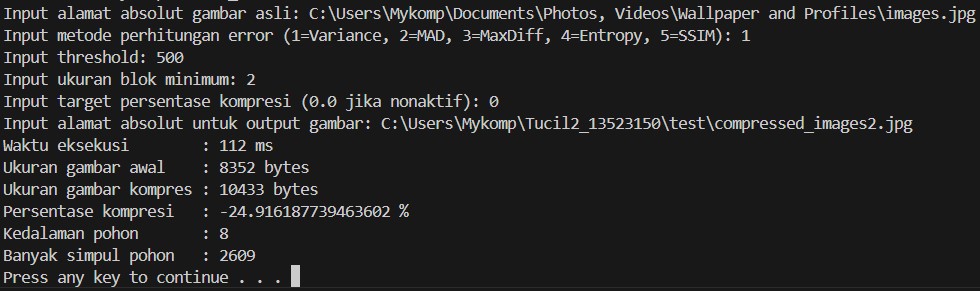 Input alamat absolut gambar asli: C:\Users\Mykomp\Documents\Photos, Videos\Wallpaper and Profiles\images.jpg
Input metode perhitungan error (1=Variance, 2=MAD, 3=MaxDiff, 4=Entropy, 5=SSIM): 1
Input threshold: 500
Input ukuran blok minimum: 2
Input target persentase kompresi (0.0 jika nonaktif): 0
Input alamat absolut untuk output gambar: C:\Users\Mykomp\Tucil2_13523150\test\compressed_images2.jpg
Waktu eksekusi : 112 ms
Ukuran gambar awal : 8352 bytes
Ukuran gambar kompres : 10433 bytes
Persentase kompresi : -24.916187739463602 %
Kedalaman pohon : 8
Banyak simpul pohon : 2609
Press any key to continue . . .